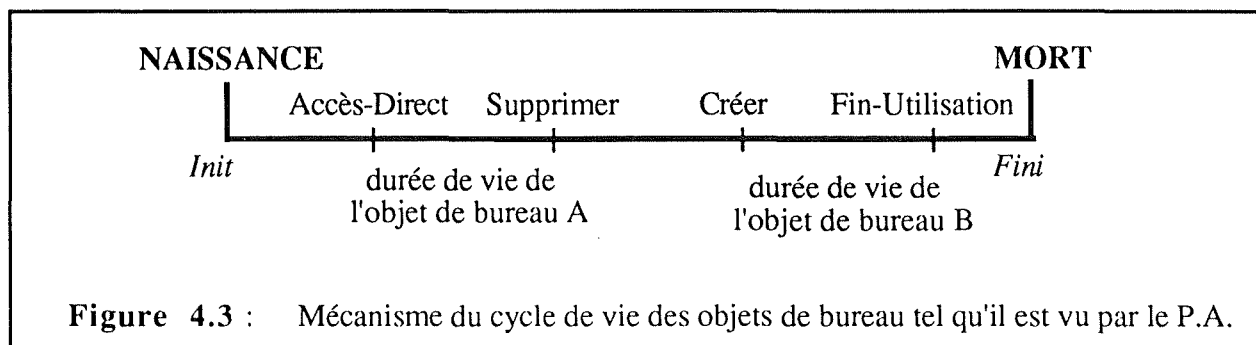 NAISSANCE MORT
Accès-Direct Supprimer Créer Fin-Utilisation
Init Fini
durée de vie de durée de vie de
l'objet de bureau A l'objet de bureau B
Figure 4.3 : Mécanisme du cycle de vie des objets de bureau tel qu'il est vu par le P.A.